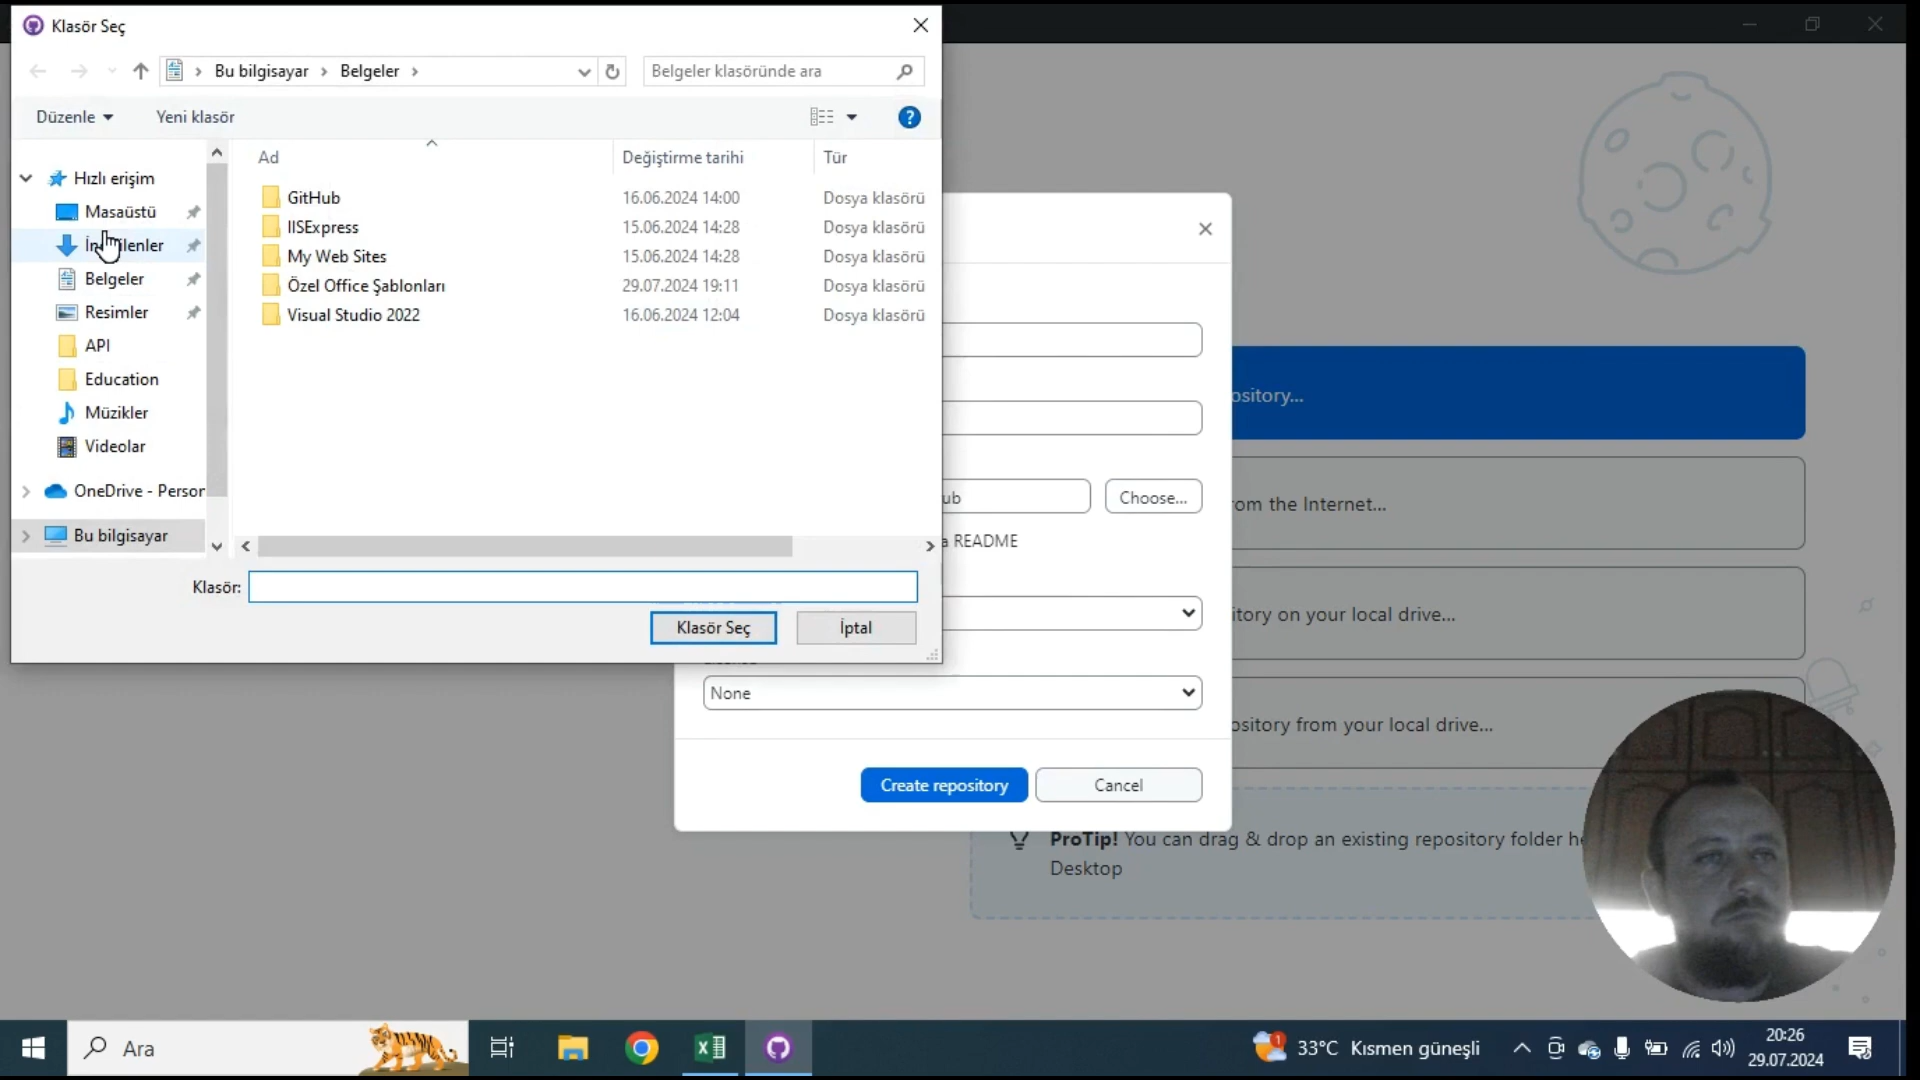 Klasör Seç
Bu bilgisayar
Belgeler
Belgeler klasöründe ara
Düzenle
Yeni klasör
Ad
Değiştirme tarihi
Tür
Hızlı erişim
Masaüstü
Belgeler
Resimler
API
Education
Müzikler
Videolar
OneDrive - Person
Bu bilgisayar
GitHub 16.06.2024 14:00 Dosya klasörü
IISExpress 15.06.2024 14:28 Dosya klasörü
My Web Sites 15.06.2024 14:28 Dosya klasörü
Özel Office Şablonları 29.07.2024 19:11 Dosya klasörü
Visual Studio 2022 16.06.2024 12:04 Dosya klasörü
Klasör:
Klasör Seç
İptal
ub
Choose...
a README
None
Create repository
Cancel
ository...
om the Internet...
itory on your local drive...
ository from your local drive...
ProTip! You can drag & drop an existing repository folder he
Desktop
Ara
33°C Kısmen güneşli
20:26
29.07.2024